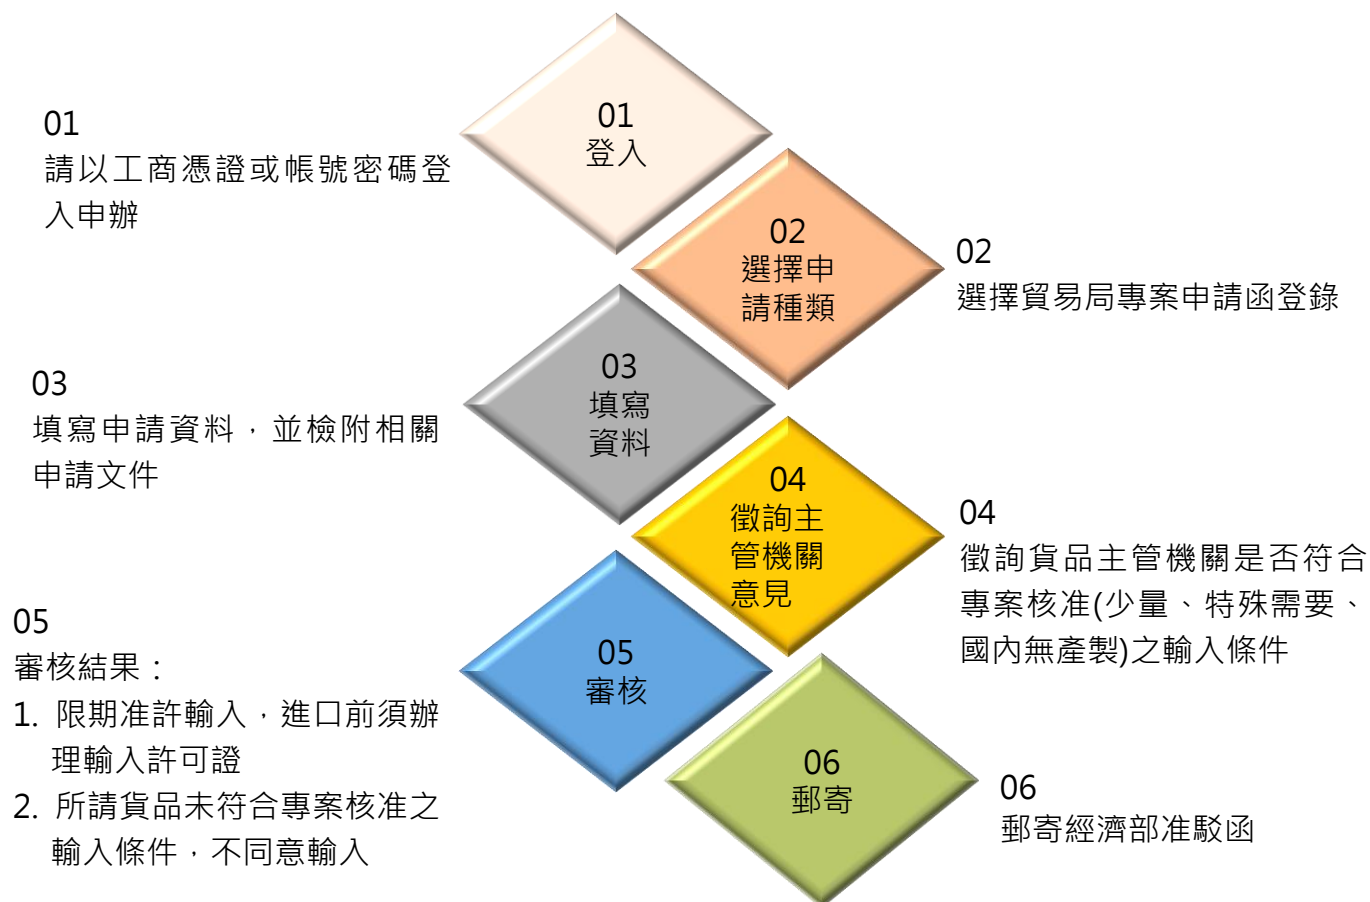 01
請以工商憑證或帳號密碼登
入申辦
01
登入
02
選擇申
請種類
02
選擇貿易局專案申請函登錄
03
填寫申請資料，並檢附相關
申請文件
03
填寫
資料
04
徵詢主
管機關
意見
04
徵詢貨品主管機關是否符合
專案核准(少量、特殊需要、
國內無產製)之輸入條件
05
審核結果：
1. 限期准許輸入，進口前須辦
理輸入許可證
2. 所請貨品未符合專案核准之
輸入條件，不同意輸入
05
審核
06
郵寄
06
郵寄經濟部准駁函